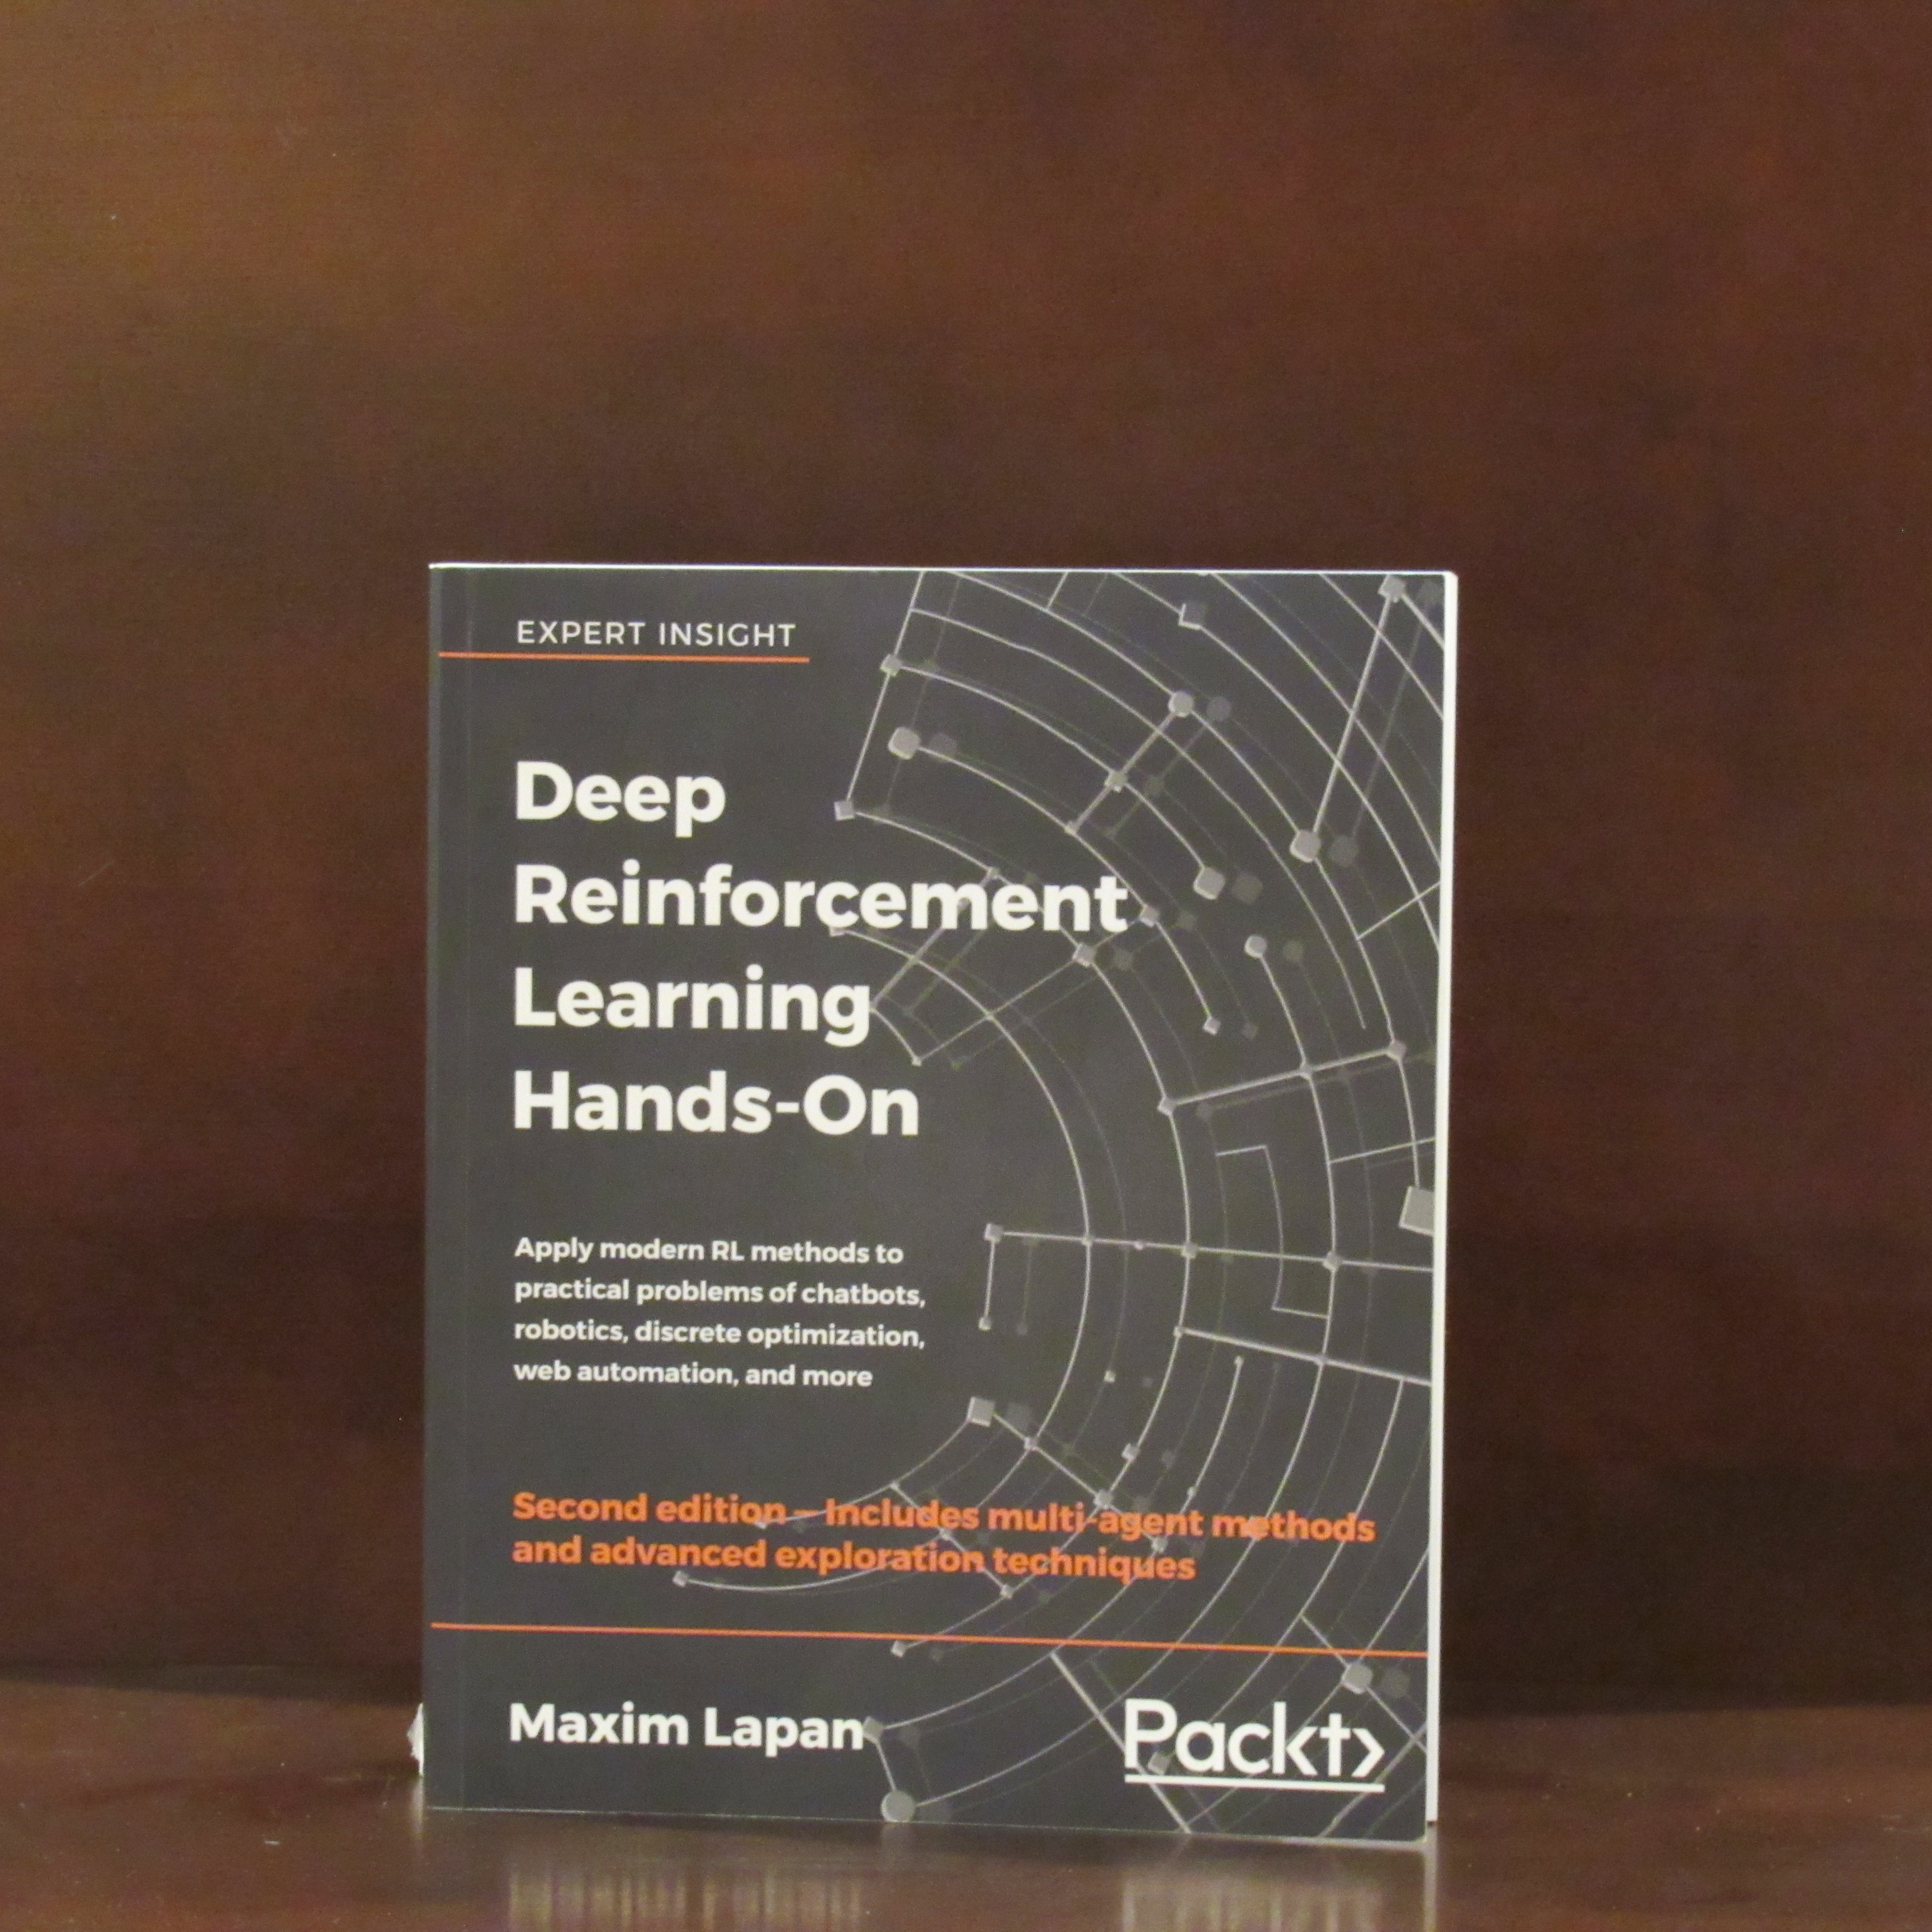 EXPERT INSIGHT
Deep
Reinforcement
Learning
Hands-On
Apply modern RL methods to
practical problems of chatbots,
robotics, discrete optimization,
web automation, and more
Second edition – Includes multi-agent methods
and advanced exploration techniques
Maxim Lapan
Packt>